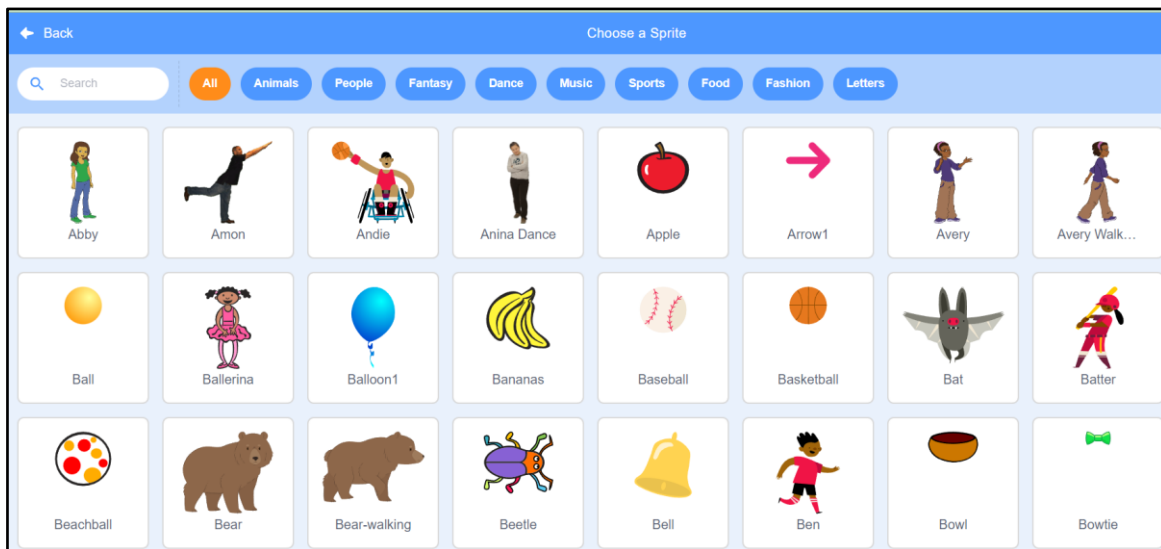 Back
Choose a Sprite
Search
All
Animals
People
Fantasy
Dance
Music
Sports
Food
Fashion
Letters
Abby
Amon
Andie
Anina Dance
Apple
Arrow1
Avery
Avery Walk...
Ball
Ballerina
Balloon1
Bananas
Baseball
Basketball
Bat
Batter
Beachball
Bear
Bear-walking
Beetle
Bell
Ben
Bowl
Bowtie